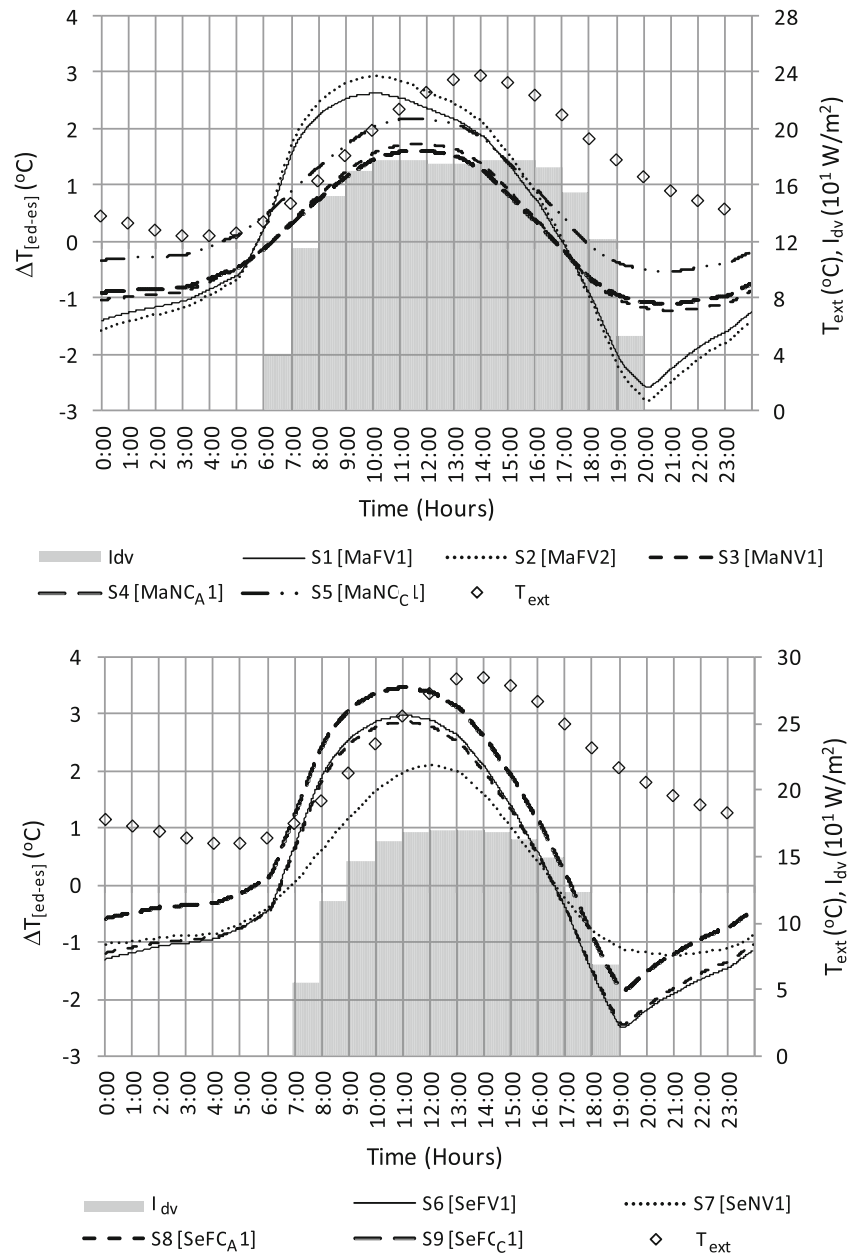 4
3
2
1
0
-1
-2
-3
ΔT[ed-es] (ºC)
28
24
20
16
12
8
4
0
Text (ºC), Idv (10¹ W/m²)
0:00 1:00 2:00 3:00 4:00 5:00 6:00 7:00 8:00 9:00 10:00 11:00 12:00 13:00 14:00 15:00 16:00 17:00 18:00 19:00 20:00 21:00 22:00 23:00
Time (Hours)
Idv S1 [MaFV1] S2 [MaFV2] S3 [MaNV1]
S4 [MaNCA1] S5 [MaNCC1] Text
4
3
2
1
0
-1
-2
-3
ΔT[ed-es] (ºC)
30
25
20
15
10
5
0
Text (ºC), Idv (10¹ W/m²)
0:00 1:00 2:00 3:00 4:00 5:00 6:00 7:00 8:00 9:00 10:00 11:00 12:00 13:00 14:00 15:00 16:00 17:00 18:00 19:00 20:00 21:00 22:00 23:00
Time (Hours)
Idv S6 [SeFV1] S7 [SeNV1]
S8 [SeFCA1] S9 [SeFCC1] Text